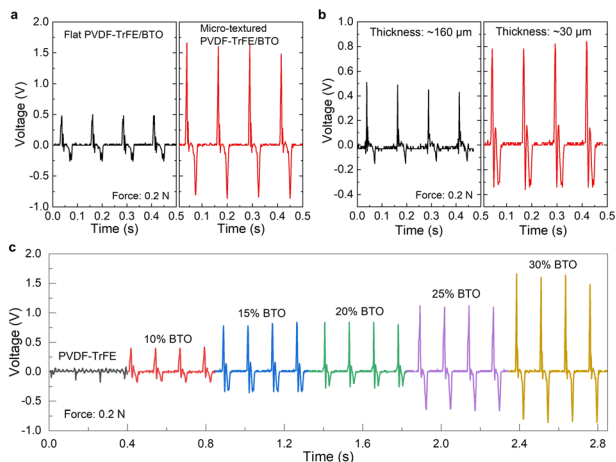 a
Flat PVDF-TrFE/BTO
Micro-textured
PVDF-TrFE/BTO
Voltage (V)
2.0
1.5
1.0
0.5
0.0
-0.5
-1.0
Force: 0.2 N
0.0 0.1 0.2 0.3 0.4 0.5 0.1 0.2 0.3 0.4 0.5
Time (s) Time (s)
b
Thickness: ~160 μm
Thickness: ~30 μm
Voltage (V)
1.0
0.8
0.6
0.4
0.2
0.0
-0.2
-0.4
Force: 0.2 N
0.0 0.1 0.2 0.3 0.4 0.5 0.1 0.2 0.3 0.4 0.5
Time (s) Time (s)
c
Voltage (V)
2.0
1.5
1.0
0.5
0.0
-0.5
-1.0
PVDF-TrFE
10% BTO
15% BTO
20% BTO
25% BTO
30% BTO
Force: 0.2 N
0.0 0.4 0.8 1.2 1.6 2.0 2.4 2.8
Time (s)